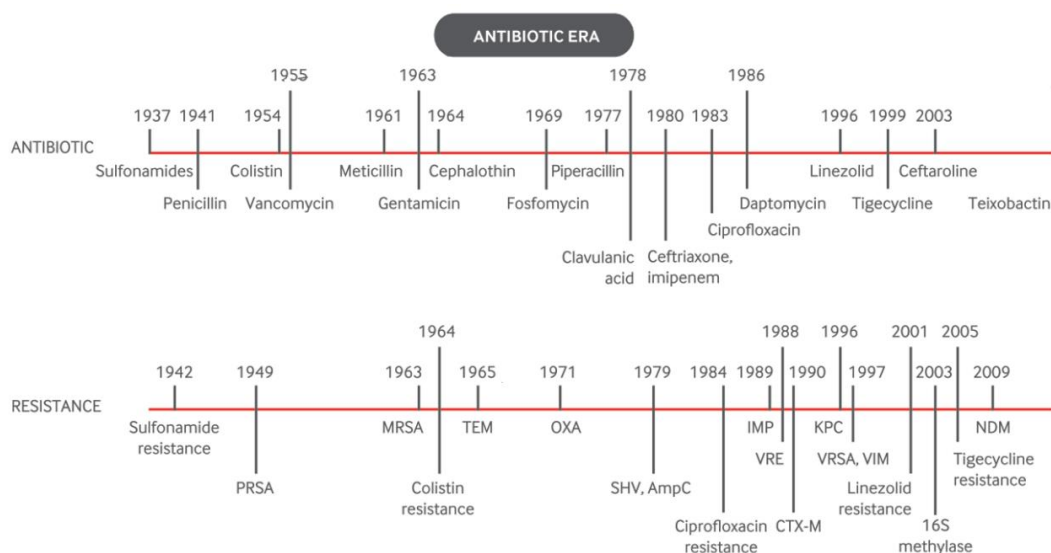 ANTIBIOTIC ERA
1955 1963 1978 1986
1937 1941 1954 1961 1964 1969 1977 1980 1983 1996 1999 2003
ANTIBIOTIC
Sulfonamides Colistin Meticillin Cephalothin Piperacillin Linezolid Ceftaroline
Penicillin Vancomycin Gentamicin Fosfomycin Daptomycin Tigecycline Teixobactin
Ciprofloxacin
Clavulanic Ceftriaxone,
acid imipenem
1964 1988 1996 2001 2005
1942 1949 1963 1965 1971 1979 1984 1989 1990 1997 2003 2009
RESISTANCE
Sulfonamide MRSA TEM OXA IMP KPC NDM
resistance
VRE VRSA, VIM Tigecycline
resistance
PRSA Colistin SHV, AmpC Linezolid
resistance resistance
Ciprofloxacin CTX-M 16S
resistance methylase